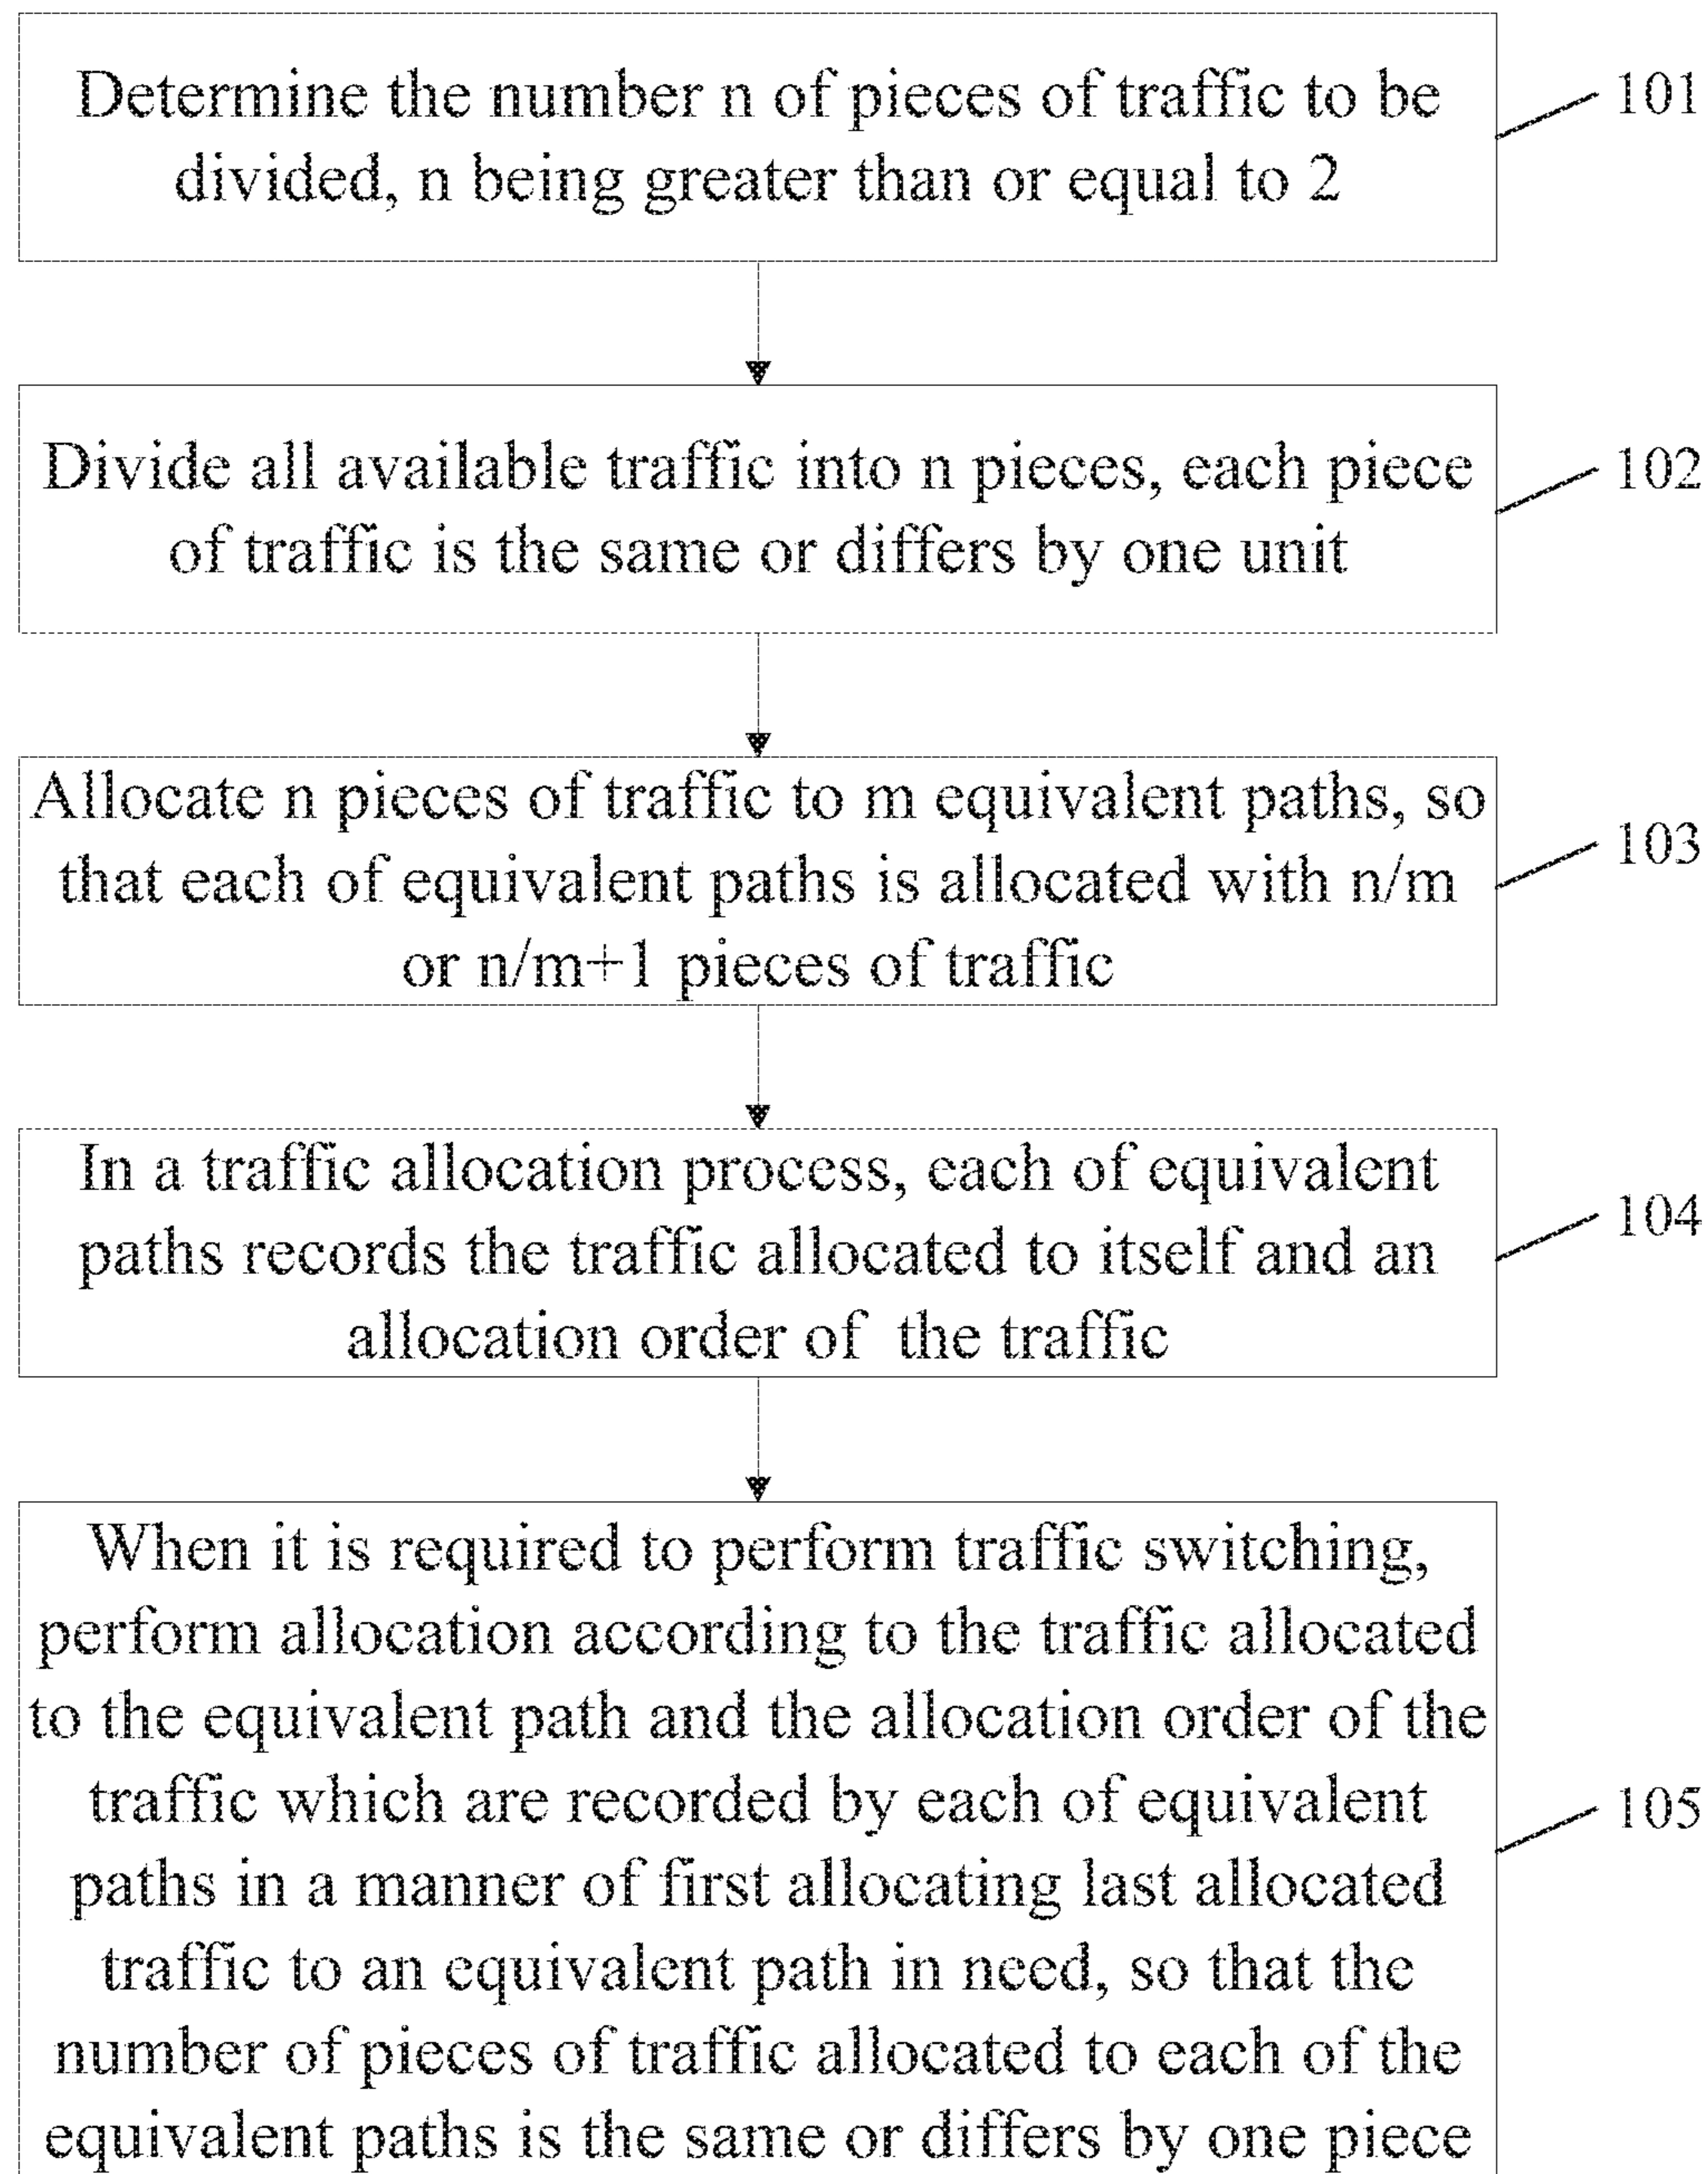 Determine the number n of pieces of traffic to be
divided, n being greater than or equal to 2
101
Divide all available traffic into n pieces, each piece
of traffic is the same or differs by one unit
102
Allocate n pieces of traffic to m equivalent paths, so
that each of equivalent paths is allocated with n/m
or n/m+1 pieces of traffic
103
In a traffic allocation process, each of equivalent
paths records the traffic allocated to itself and an
allocation order of the traffic
104
When it is required to perform traffic switching,
perform allocation according to the traffic allocated
to the equivalent path and the allocation order of the
traffic which are recorded by each of equivalent
paths in a manner of first allocating last allocated
traffic to an equivalent path in need, so that the
number of pieces of traffic allocated to each of the
equivalent paths is the same or differs by one piece
105